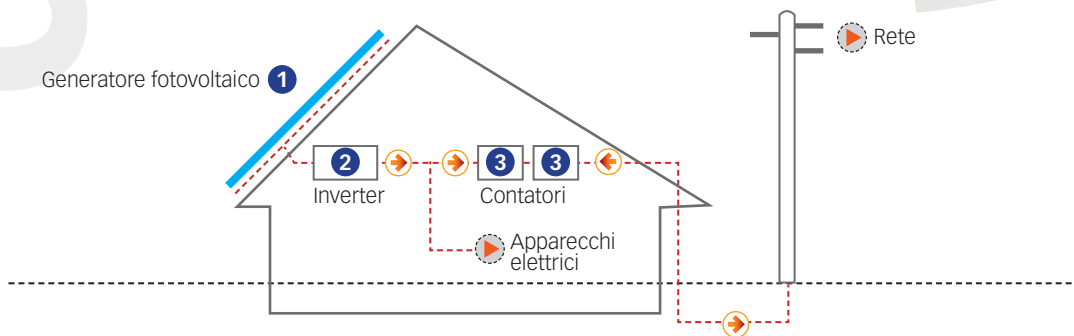 Rete
Generatore fotovoltaico 1
2
3
3
Inverter
Contatori
Apparecchi
elettrici